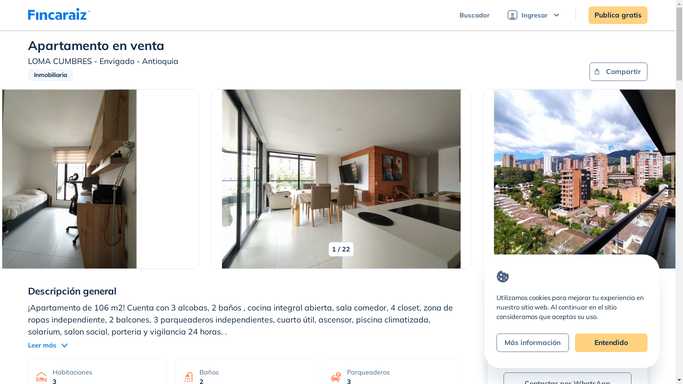 Fincaraiz
Buscador
Ingresar
Publica gratis
Apartamento en venta
LOMA CUMBRES - Envigado - Antioquia
Inmobiliaria
Compartir
1 / 22
Descripción general
¡Apartamento de 106 m2! Cuenta con 3 alcobas, 2 baños , cocina integral abierta, sala comedor, 4 closet, zona de
ropas independiente, 2 balcones, 3 parqueaderos independientes, cuarto útil, ascensor, piscina climatizada,
solarium, salon social, porteria y vigilancia 24 horas. .
Leer más
Habitaciones
3
Baños
2
Parqueaderos
3
Utilizamos cookies para mejorar tu experiencia en
nuestro sitio web. Al continuar en el sitio
consideramos que aceptas su uso.
Más información
Entendido
Contactar por WhatsApp